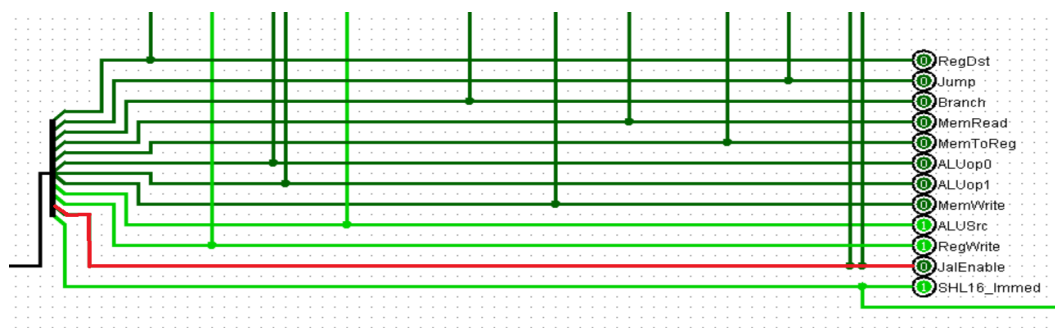 0 RegDst
0 Jump
0 Branch
0 MemRead
0 MemToReg
0 ALUop0
0 ALUop1
0 MemWrite
1 ALUSrc
1 RegWrite
0 JalEnable
1 SHL16_Immed